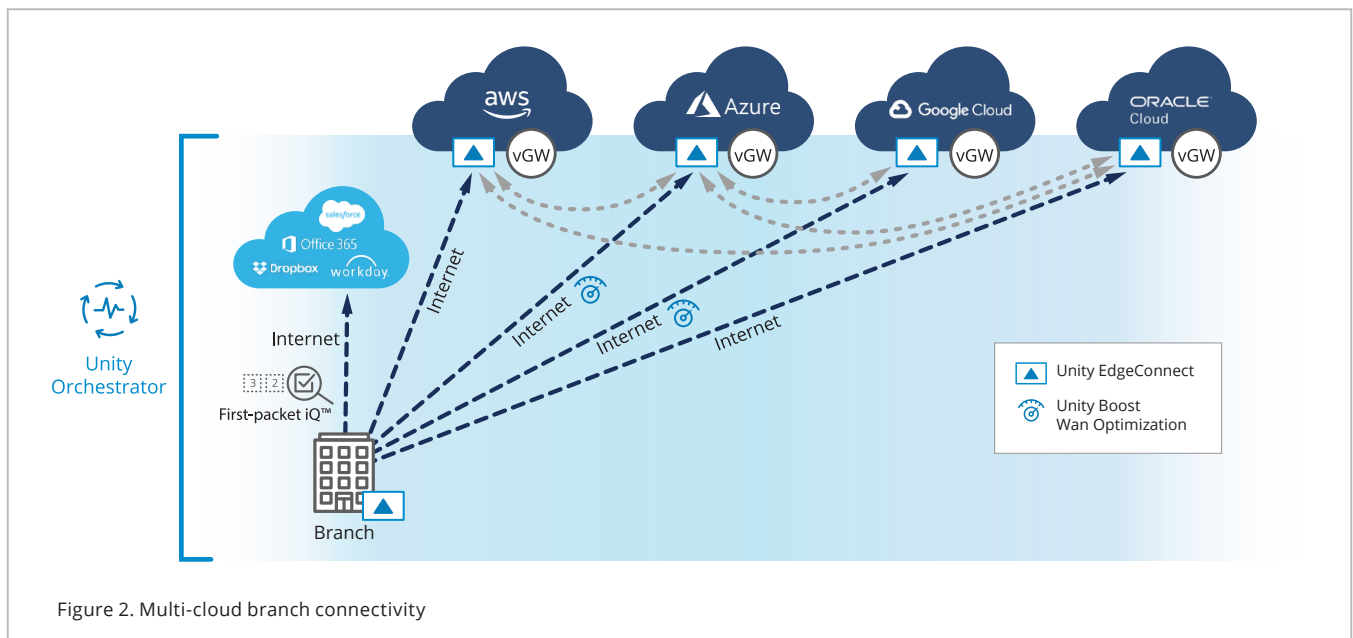 aws
Azure
Google Cloud
ORACLE
Cloud
vGW
vGW
vGW
vGW
salesforce
Office 365
Dropbox
workday.
Internet
Internet
Internet
Internet
Internet
Unity
Orchestrator
3 2
First-packet iQ™
Branch
Unity EdgeConnect
Unity Boost
Wan Optimization
Figure 2. Multi-cloud branch connectivity